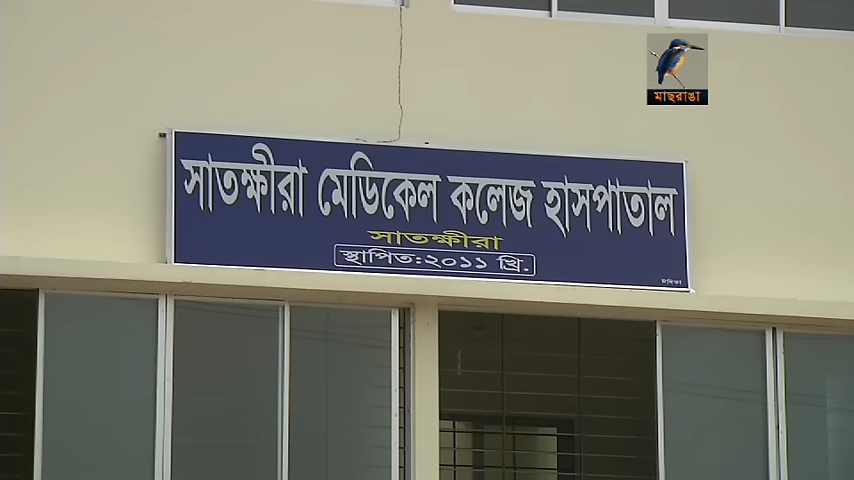 মাছরাঙা
সাতক্ষীরা মেডিকেল কলেজ হাসপাতাল
সাতক্ষীরা
স্থাপিত:২০১১ খ্রি.